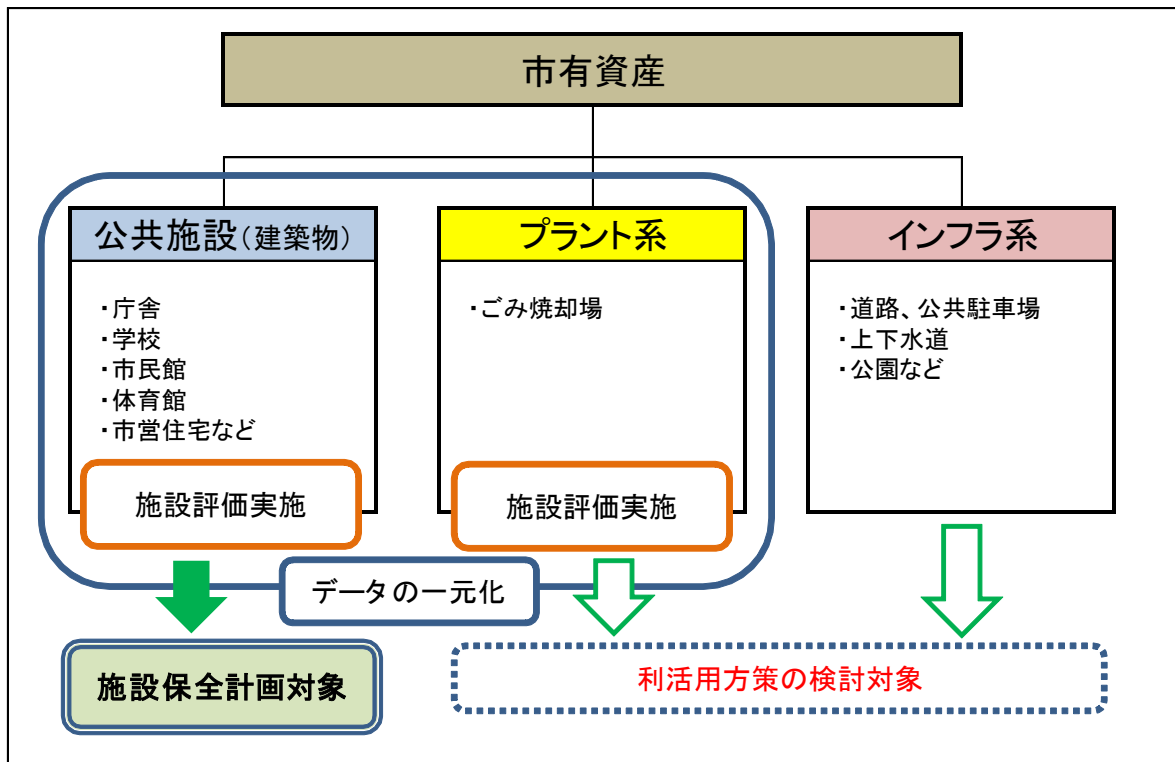 市有資産
公共施設(建築物)
・庁舎
・学校
・市民館
・体育館
・市営住宅など
施設評価実施
プラント系
・ごみ焼却場
施設評価実施
インフラ系
・道路、公共駐車場
・上下水道
・公園など
データの一元化
施設保全計画対象
利活用方策の検討対象